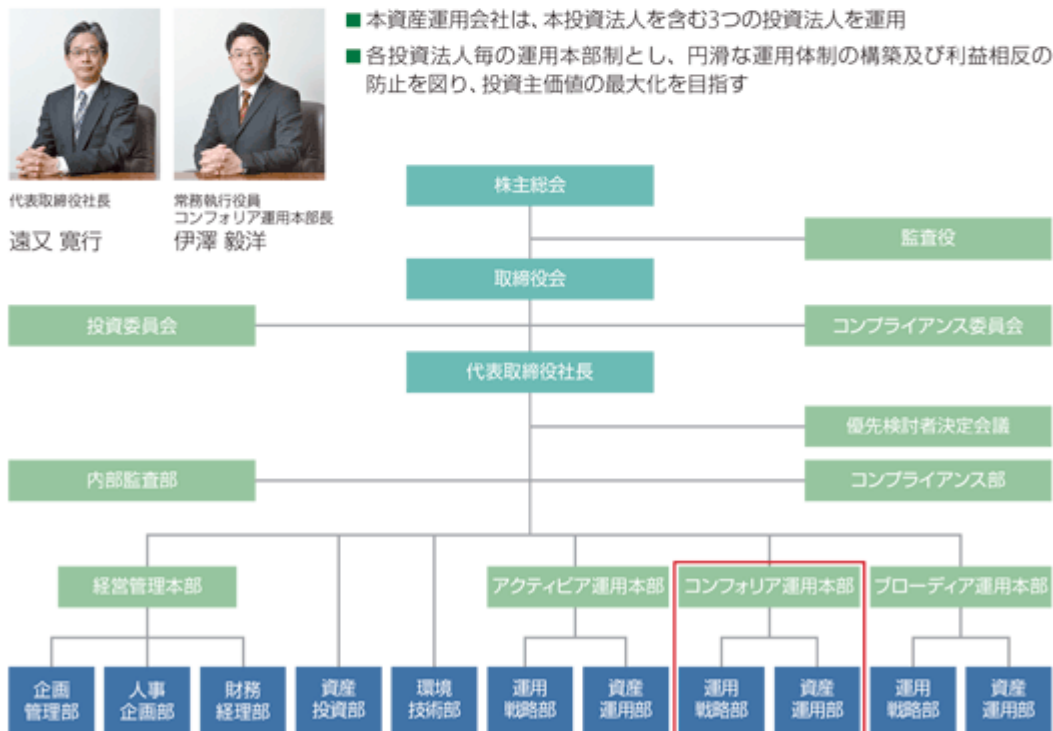 ■ 本資産運用会社は、本投資法人を含む3つの投資法人を運用
■ 各投資法人毎の運用本部制とし、円滑な運用体制の構築及び利益相反の
防止を図り、投資主価値の最大化を目指す
代表取締役社長
遠又 寛行
常務執行役員
コンフォリア運用本部長
伊澤 毅洋
株主総会
監査役
取締役会
投資委員会
コンプライアンス委員会
代表取締役社長
優先検討者決定会議
内部監査部
コンプライアンス部
経営管理本部
アクティビア運用本部
コンフォリア運用本部
ブローディア運用本部
企画
管理部
人事
企画部
財務
経理部
資産
投資部
環境
技術部
運用
戦略部
資産
運用部
運用
戦略部
資産
運用部
運用
戦略部
資産
運用部